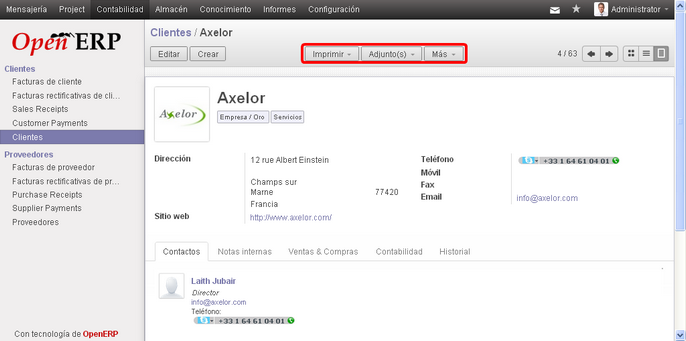 Mensajería Project Contabilidad Almacén Conocimiento Informes Configuración Administrator
Open ERP
Clientes / Axelor
Editar Crear Imprimir Adjunto(s) Más 4 / 63
Clientes
Facturas de cliente
Facturas rectificativas de cli...
Sales Receipts
Customer Payments
Clientes
Proveedores
Facturas de proveedor
Facturas rectificativas de pr...
Purchase Receipts
Supplier Payments
Proveedores
Con tecnología de OpenERP
Axelor
Axelor
Empresa / Oro Servicios
Dirección 12 rue Albert Einstein
Champs sur
Marne 77420
Francia
Sitio web http://www.axelor.com/
Teléfono +33 1 64 61 04 01
Móvil
Fax
Email info@axelor.com
Contactos Notas internas Ventas & Compras Contabilidad Historial
Laith Jubair
Director
info@axelor.com
Teléfono:
+33 1 64 61 04 01